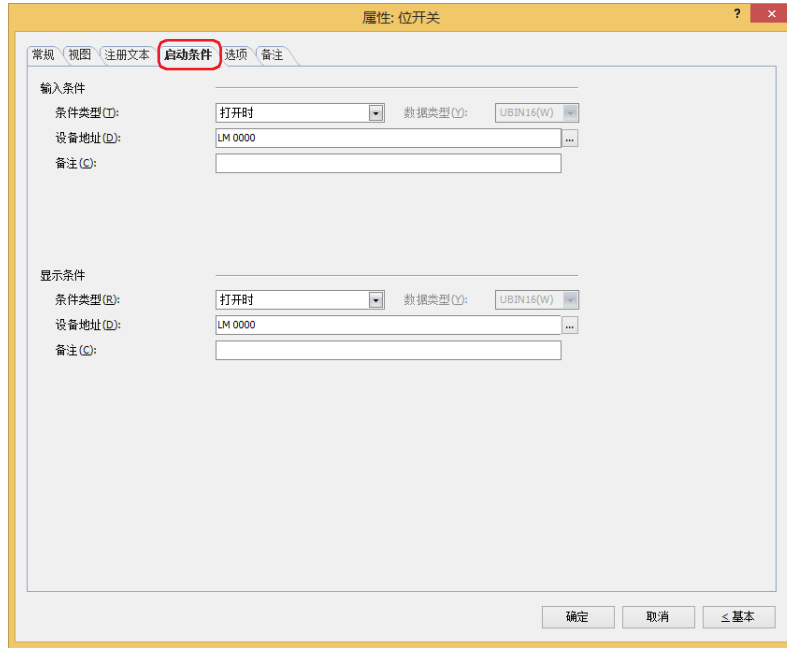 属性: 位开关
? ×
常规 视图 注册文本 启动条件 选项 备注
输入条件
条件类型(T): 打开时 数据类型(Y): UBIN16(W)
设备地址(D): LM 0000 ...
备注(C):
显示条件
条件类型(R): 打开时 数据类型(Y): UBIN16(W)
设备地址(D): LM 0000 ...
备注(C):
确定 取消 <基本